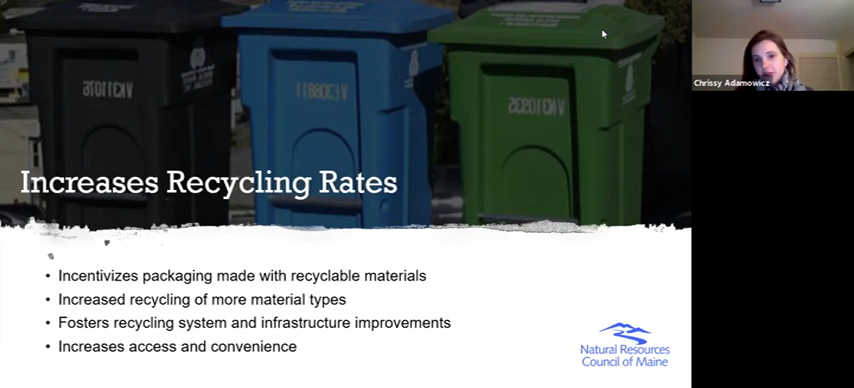 Chrissy Adamowicz
Increases Recycling Rates
• Incentivizes packaging made with recyclable materials
• Increased recycling of more material types
• Fosters recycling system and infrastructure improvements
• Increases access and convenience
Natural Resources
Council of Maine